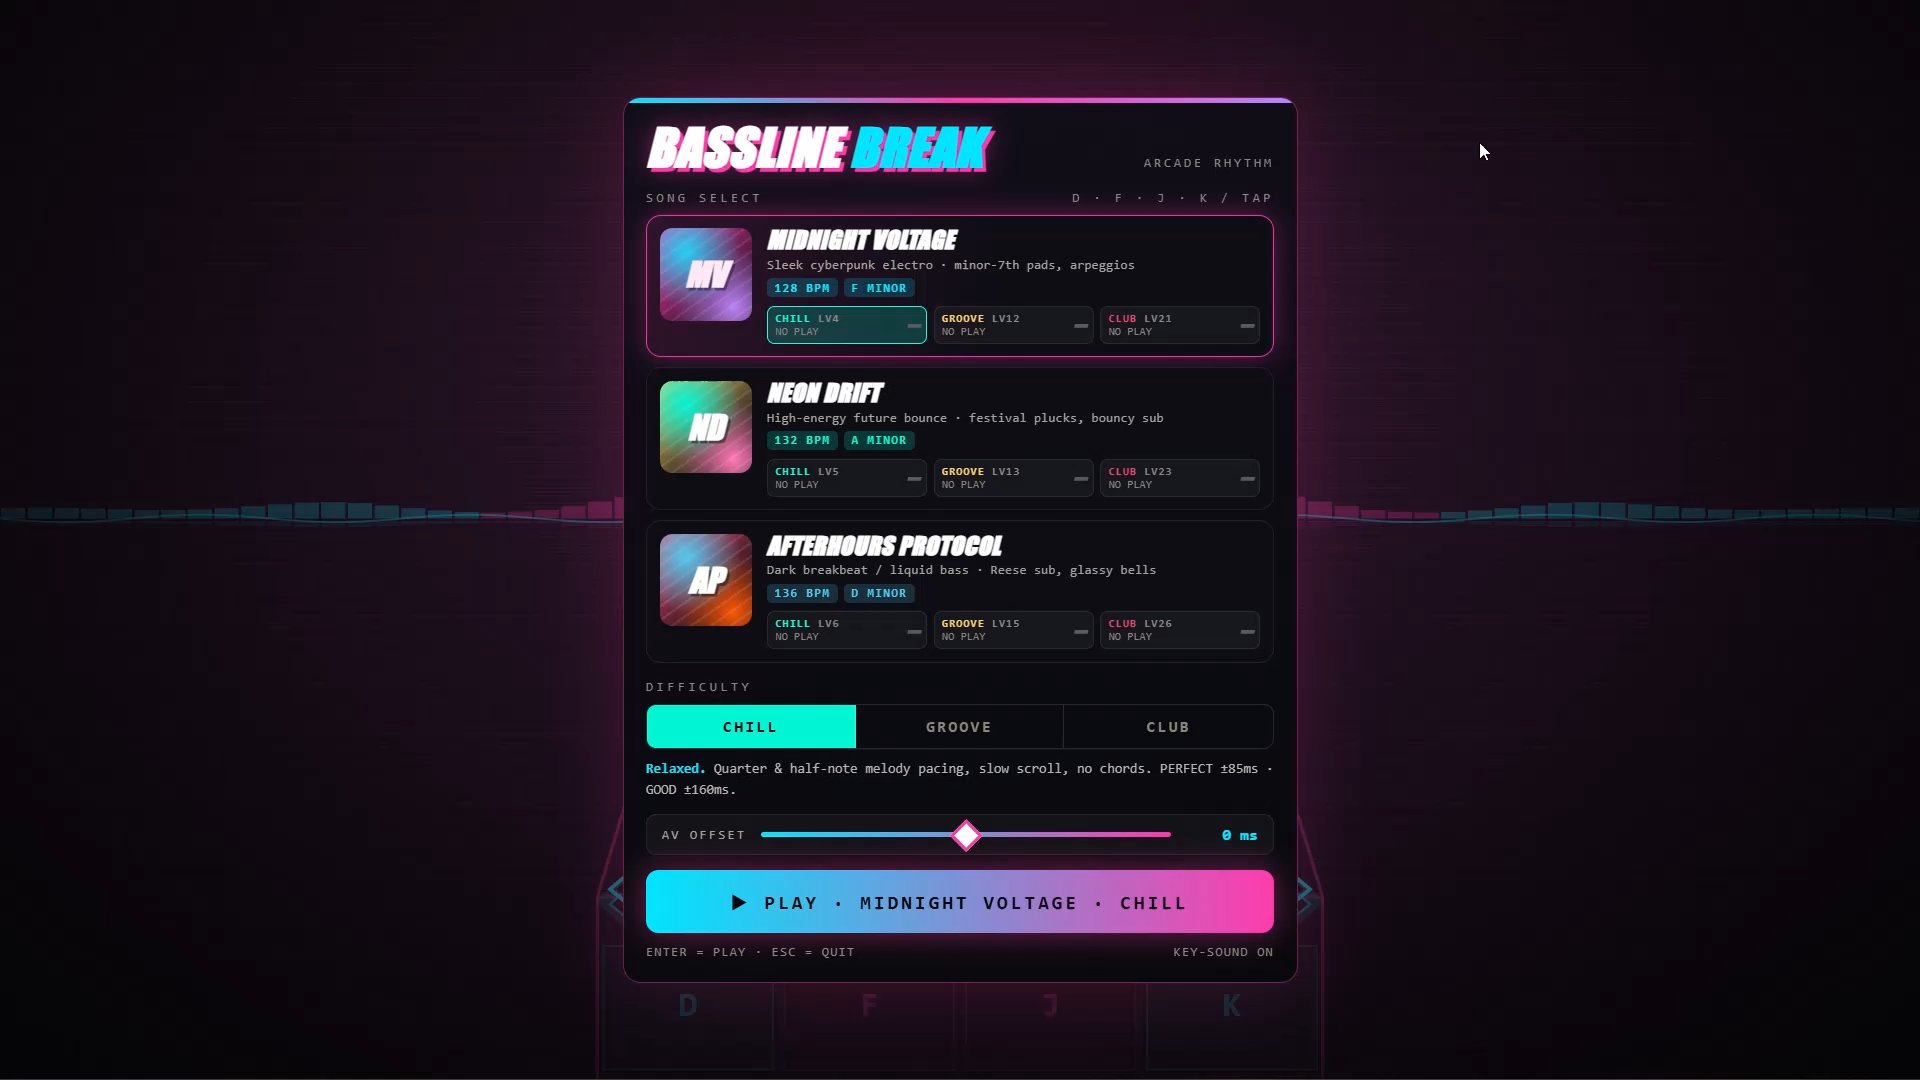 BASSLINE BREAK
ARCADE RHYTHM
SONG SELECT
D · F · J · K / TAP
MV
MIDNIGHT VOLTAGE
Sleek cyberpunk electro · minor-7th pads, arpeggios
128 BPM F MINOR
CHILL LV4
NO PLAY
—
GROOVE LV12
NO PLAY
—
CLUB LV21
NO PLAY
—
ND
NEON DRIFT
High-energy future bounce · festival plucks, bouncy sub
132 BPM A MINOR
CHILL LV5
NO PLAY
—
GROOVE LV13
NO PLAY
—
CLUB LV23
NO PLAY
—
AP
AFTERHOURS PROTOCOL
Dark breakbeat / liquid bass · Reese sub, glassy bells
136 BPM D MINOR
CHILL LV6
NO PLAY
—
GROOVE LV15
NO PLAY
—
CLUB LV26
NO PLAY
—
DIFFICULTY
CHILL GROOVE CLUB
Relaxed. Quarter & half-note melody pacing, slow scroll, no chords. PERFECT ±85ms ·
GOOD ±160ms.
AV OFFSET 0 ms
▶ PLAY · MIDNIGHT VOLTAGE · CHILL
ENTER = PLAY · ESC = QUIT
KEY-SOUND ON
D F J K